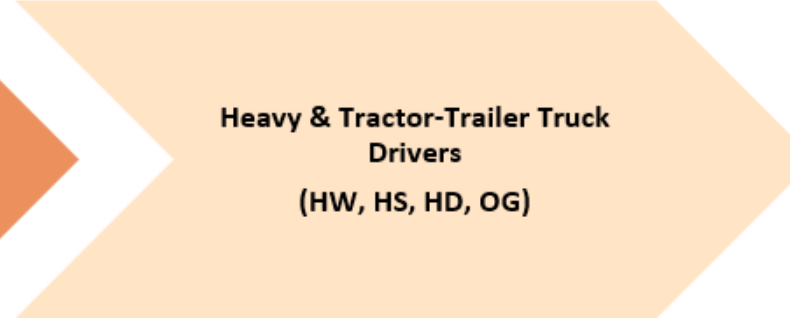 Heavy & Tractor-Trailer Truck
Drivers
(HW, HS, HD, OG)